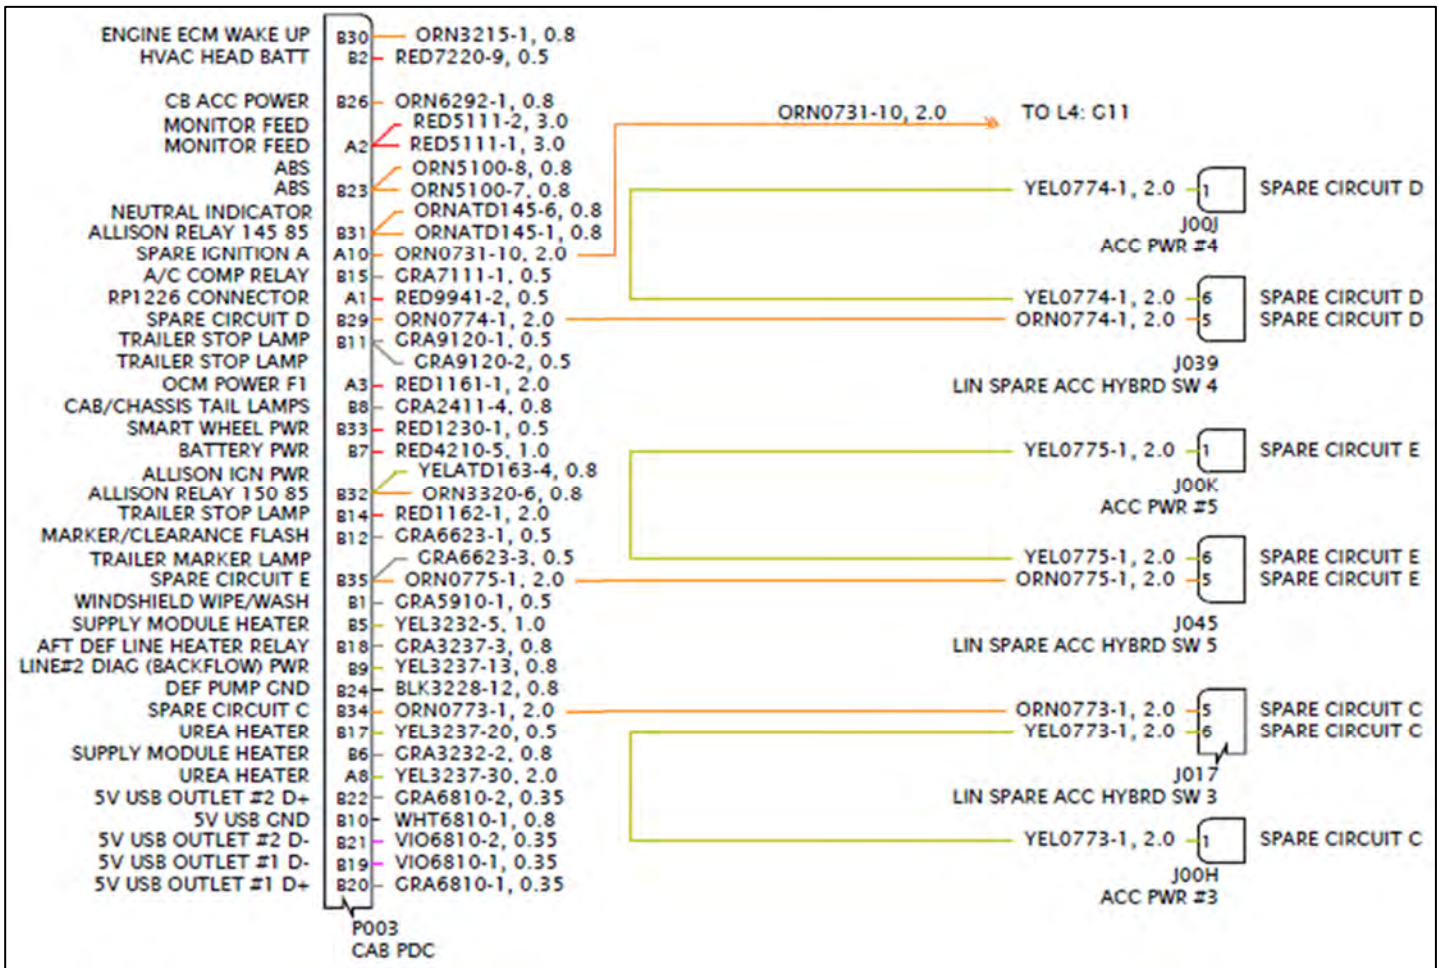 ENGINE ECM WAKE UP B30 ORN3215-1, 0.8
HVAC HEAD BATT B2 RED7220-9, 0.5
CB ACC POWER B26 ORN6292-1, 0.8
MONITOR FEED RED5111-2, 3.0
MONITOR FEED A2 RED5111-1, 3.0
ABS ORN5100-8, 0.8
ABS B23 ORN5100-7, 0.8
NEUTRAL INDICATOR ORNATD145-6, 0.8
ALLISON RELAY 145 85 B31 ORNATD145-1, 0.8
SPARE IGNITION A A10 ORN0731-10, 2.0
A/C COMP RELAY B15 GRA7111-1, 0.5
RP1226 CONNECTOR A1 RED9941-2, 0.5
SPARE CIRCUIT D B29 ORN0774-1, 2.0
TRAILER STOP LAMP B11 GRA9120-1, 0.5
TRAILER STOP LAMP GRA9120-2, 0.5
OCM POWER F1 A3 RED1161-1, 2.0
CAB/CHASSIS TAIL LAMPS B8 GRA2411-4, 0.8
SMART WHEEL PWR B33 RED1230-1, 0.5
BATTERY PWR B7 RED4210-5, 1.0
ALLISON IGN PWR YELATD163-4, 0.8
ALLISON RELAY 150 85 B32 ORN3320-6, 0.8
TRAILER STOP LAMP B14 RED1162-1, 2.0
MARKER/CLEARANCE FLASH B12 GRA6623-1, 0.5
TRAILER MARKER LAMP GRA6623-3, 0.5
SPARE CIRCUIT E B35 ORN0775-1, 2.0
WINDSHIELD WIPE/WASH B1 GRA5910-1, 0.5
SUPPLY MODULE HEATER B5 YEL3232-5, 1.0
AFT DEF LINE HEATER RELAY B18 GRA3237-3, 0.8
LINE#2 DIAG (BACKFLOW) PWR B9 YEL3237-13, 0.8
DEF PUMP GND B24 BLK3228-12, 0.8
SPARE CIRCUIT C B34 ORN0773-1, 2.0
UREA HEATER B17 YEL3237-20, 0.5
SUPPLY MODULE HEATER B6 GRA3232-2, 0.8
UREA HEATER A8 YEL3237-30, 2.0
5V USB OUTLET #2 D+ B22 GRA6810-2, 0.35
5V USB GND B10 WHT6810-1, 0.8
5V USB OUTLET #2 D- B21 VIO6810-2, 0.35
5V USB OUTLET #1 D- B19 VIO6810-1, 0.35
5V USB OUTLET #1 D+ B20 GRA6810-1, 0.35
P003
CAB PDC
ORN0731-10, 2.0 TO L4: G11
YEL0774-1, 2.0 1 SPARE CIRCUIT D
J00J
ACC PWR #4
YEL0774-1, 2.0 6 SPARE CIRCUIT D
ORN0774-1, 2.0 5 SPARE CIRCUIT D
J039
LIN SPARE ACC HYBRD SW 4
YEL0775-1, 2.0 1 SPARE CIRCUIT E
J00K
ACC PWR #5
YEL0775-1, 2.0 6 SPARE CIRCUIT E
ORN0775-1, 2.0 5 SPARE CIRCUIT E
J045
LIN SPARE ACC HYBRD SW 5
ORN0773-1, 2.0 5 SPARE CIRCUIT C
YEL0773-1, 2.0 6 SPARE CIRCUIT C
J017
LIN SPARE ACC HYBRD SW 3
YEL0773-1, 2.0 1 SPARE CIRCUIT C
J00H
ACC PWR #3